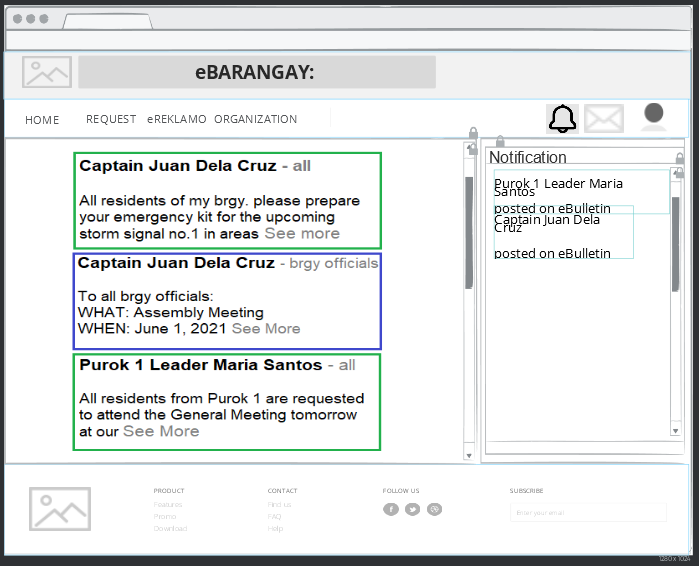 eBARANGAY:
HOME REQUEST eREKLAMO ORGANIZATION
Captain Juan Dela Cruz - all
All residents of my brgy. please prepare
your emergency kit for the upcoming
storm signal no.1 in areas See more
Captain Juan Dela Cruz - brgy officials
To all brgy officials:
WHAT: Assembly Meeting
WHEN: June 1, 2021 See More
Purok 1 Leader Maria Santos - all
All residents from Purok 1 are requested
to attend the General Meeting tomorrow
at our See More
Notification
Purok 1 Leader Maria
Santos
posted on eBulletin
Captain Juan Dela
Cruz
posted on eBulletin
PRODUCT
Features
Promo
Download
CONTACT
Find us
FAQ
Help
FOLLOW US
SUBSCRIBE
Enter your email
1280 x 1024